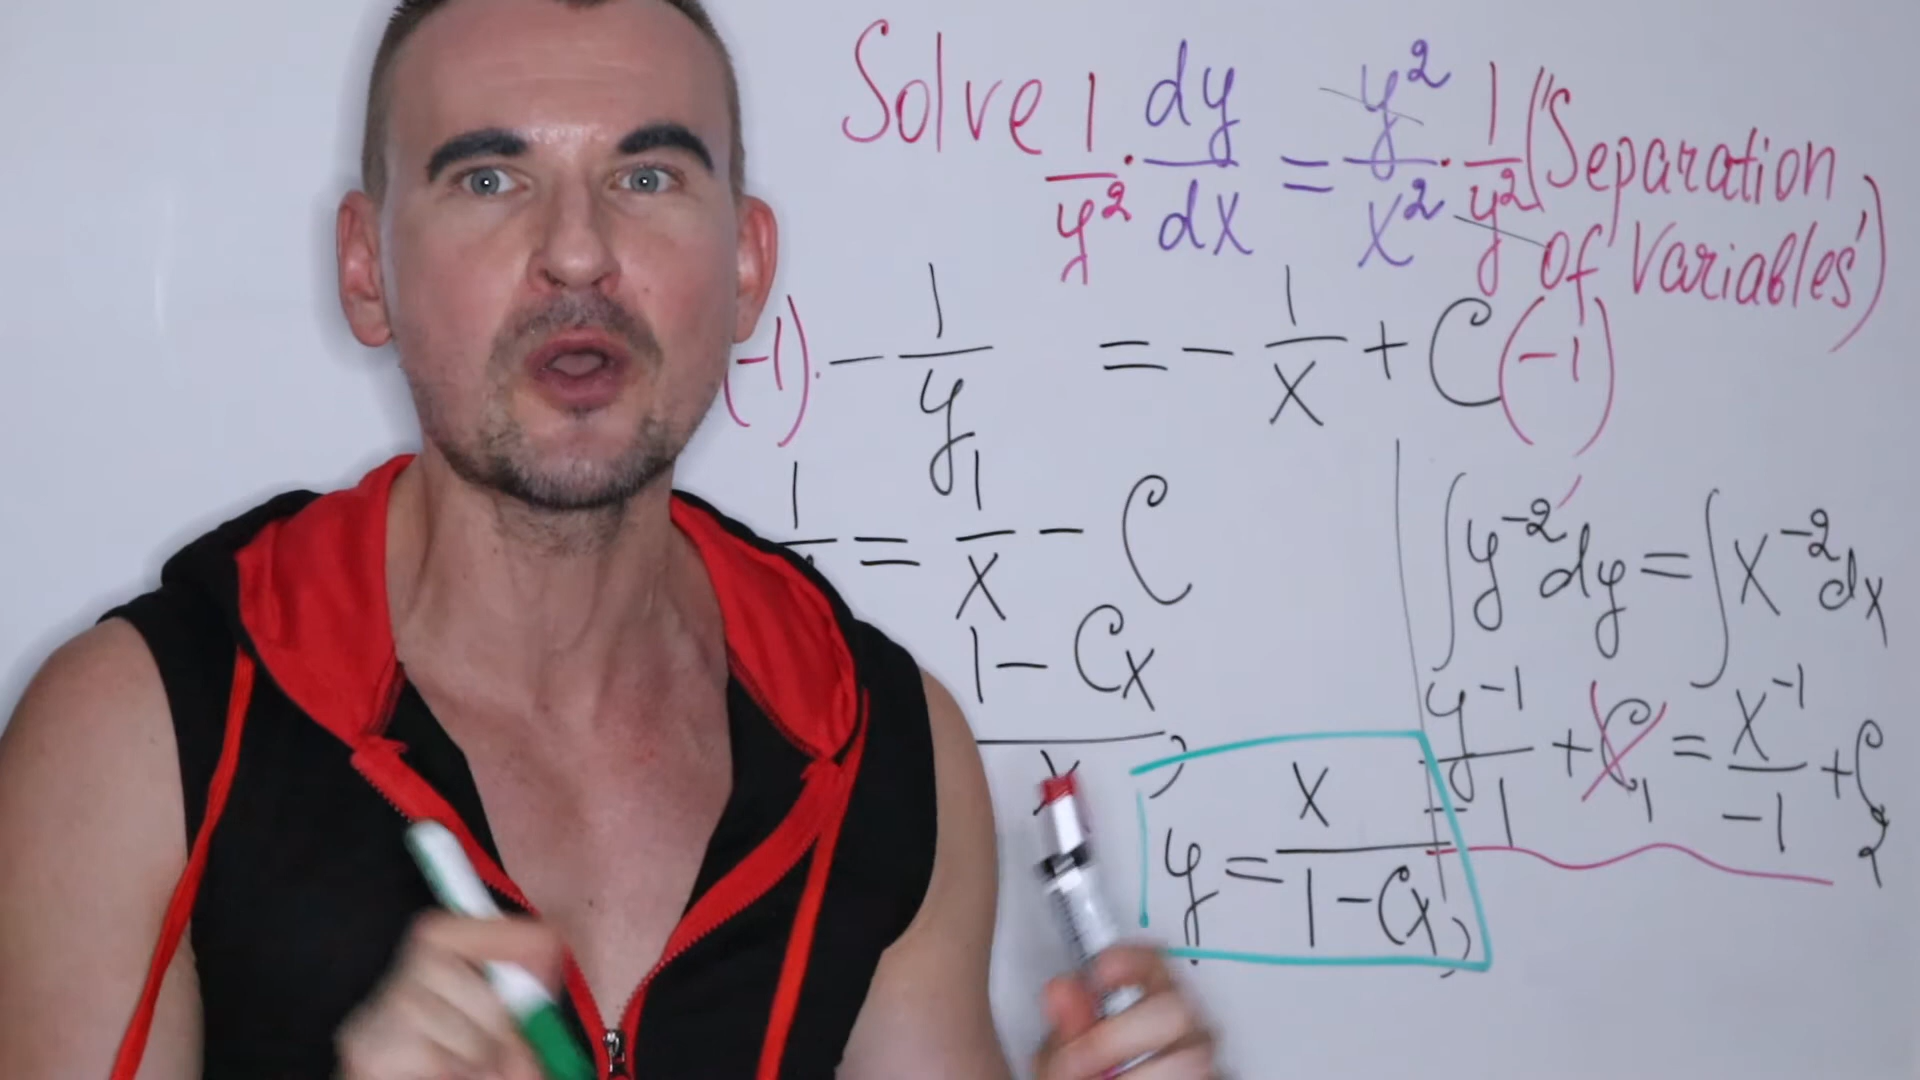 Solve 1/y² · dy/dx = y²/x² · 1/y² ("Separation
of Variables")
(-1) · - 1/y = - 1/x + C (-1)
1/ = 1/x - C
1 - Cx
x ,
y = x/(1 - Cx) ,
∫ y⁻² dy = ∫ x⁻² dx
y⁻¹/-1 + C₁ = x⁻¹/-1 + C₂